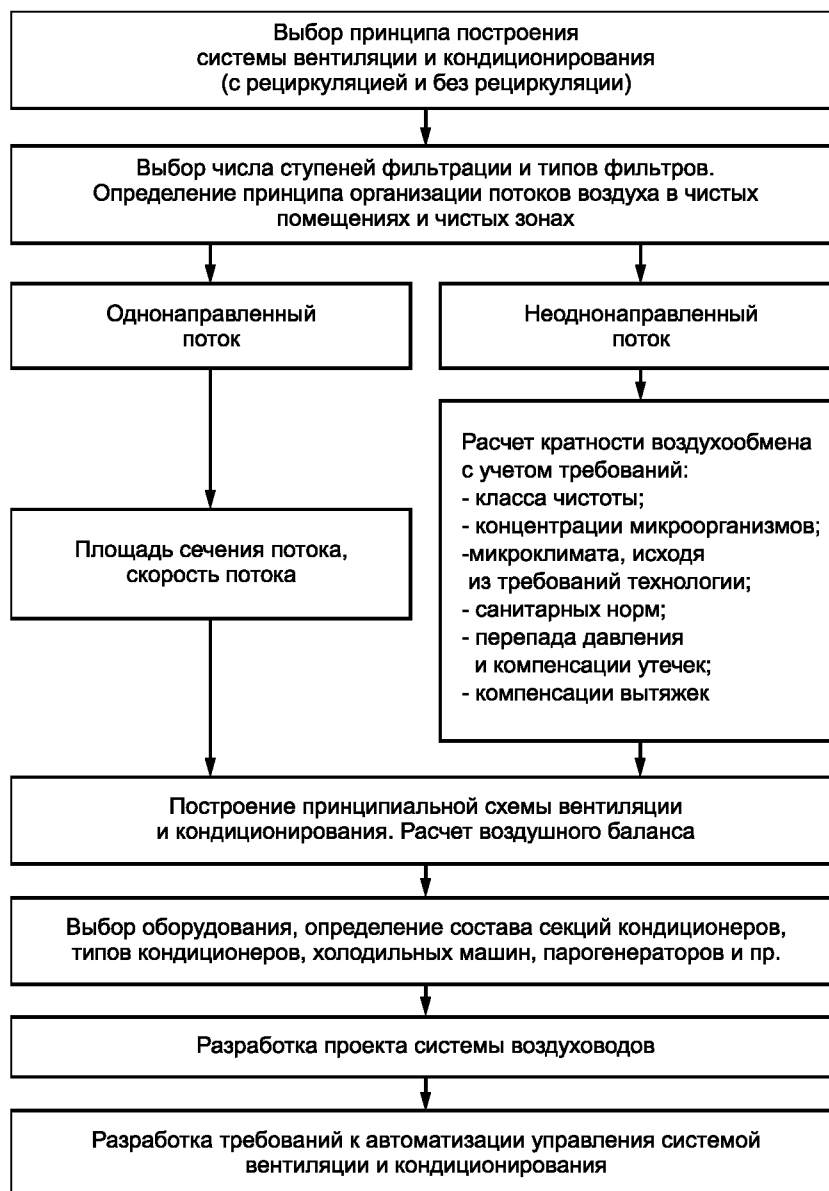 Выбор принципа построения
системы вентиляции и кондиционирования
(с рециркуляцией и без рециркуляции)
Выбор числа ступеней фильтрации и типов фильтров.
Определение принципа организации потоков воздуха в чистых
помещениях и чистых зонах
Однонаправленный
поток
Неоднонаправленный
поток
Площадь сечения потока,
скорость потока
Расчет кратности воздухообмена
с учетом требований:
- класса чистоты;
- концентрации микроорганизмов;
-микроклимата, исходя
из требований технологии;
- санитарных норм;
- перепада давления
и компенсации утечек;
- компенсации вытяжек
Построение принципиальной схемы вентиляции
и кондиционирования. Расчет воздушного баланса
Выбор оборудования, определение состава секций кондиционеров,
типов кондиционеров, холодильных машин, парогенераторов и пр.
Разработка проекта системы воздуховодов
Разработка требований к автоматизации управления системой
вентиляции и кондиционирования